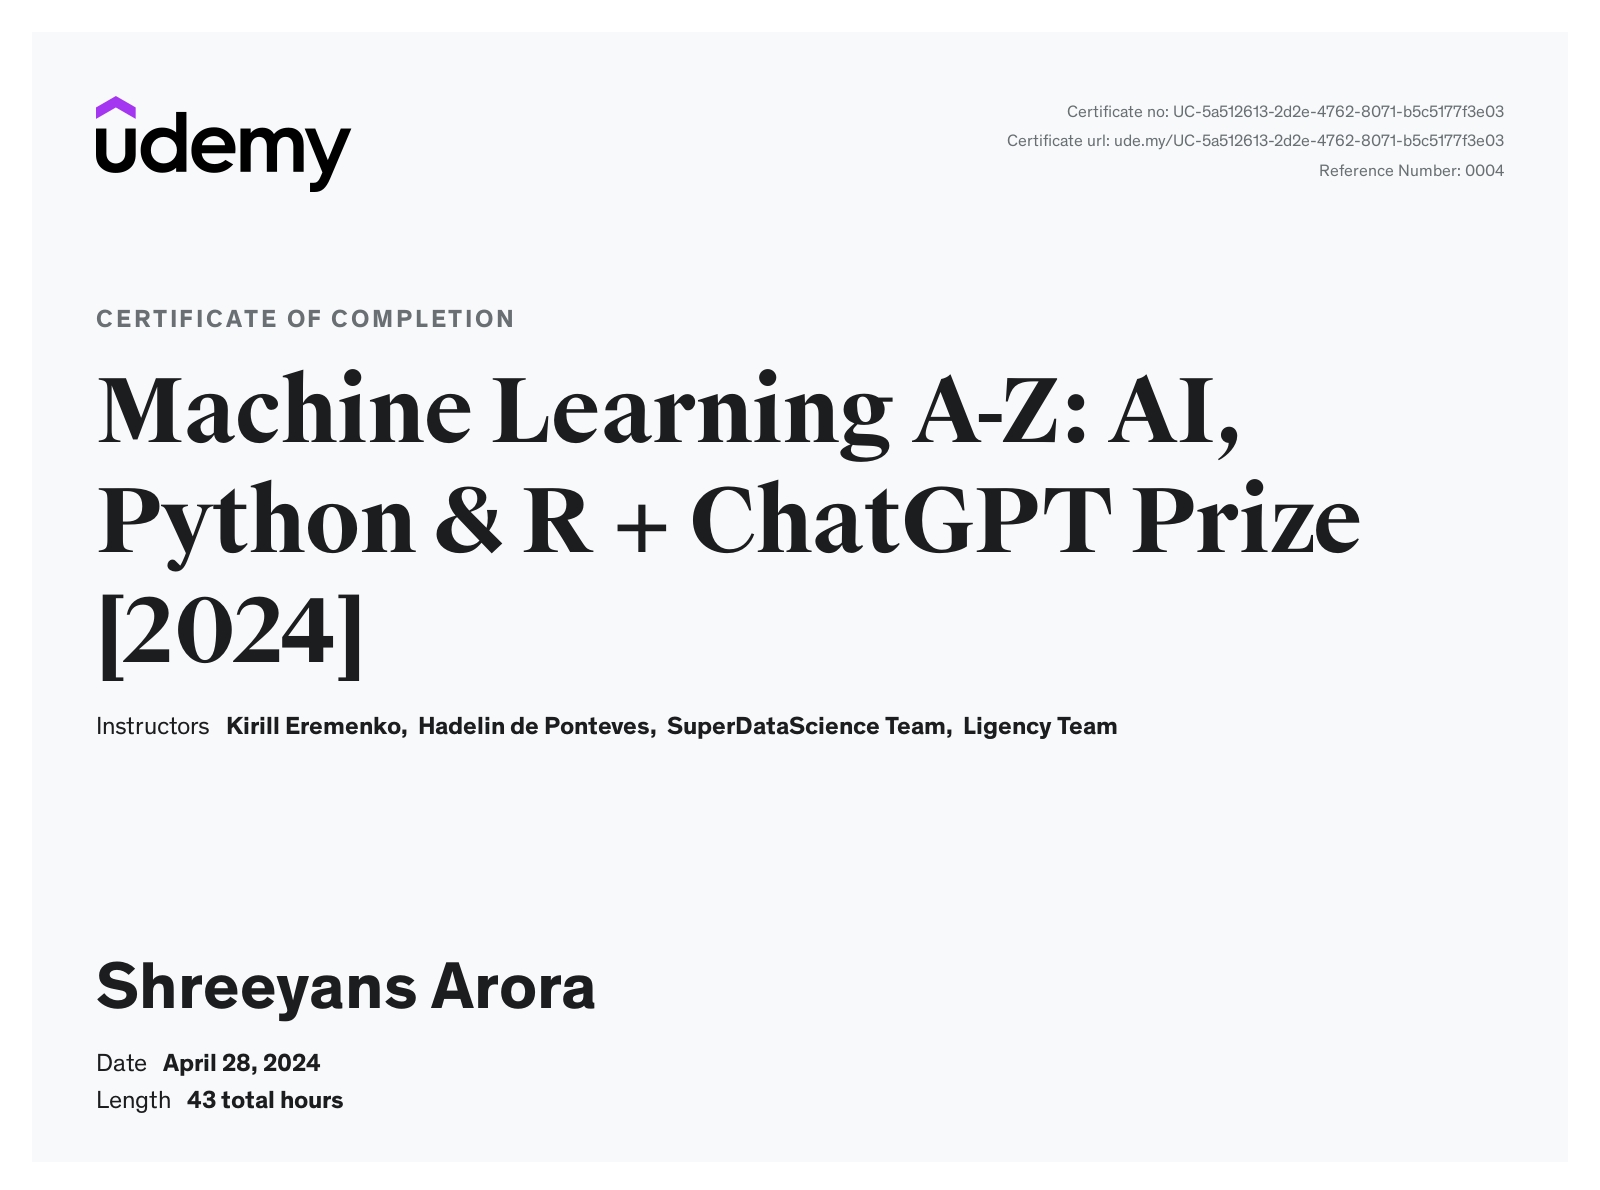 udemy
Certificate no: UC-5a512613-2d2e-4762-8071-b5c5177f3e03
Certificate url: ude.my/UC-5a512613-2d2e-4762-8071-b5c5177f3e03
Reference Number: 0004
CERTIFICATE OF COMPLETION
Machine Learning A-Z: AI,
Python & R + ChatGPT Prize
[2024]
Instructors Kirill Eremenko, Hadelin de Ponteves, SuperDataScience Team, Ligency Team
Shreeyans Arora
Date April 28, 2024
Length 43 total hours